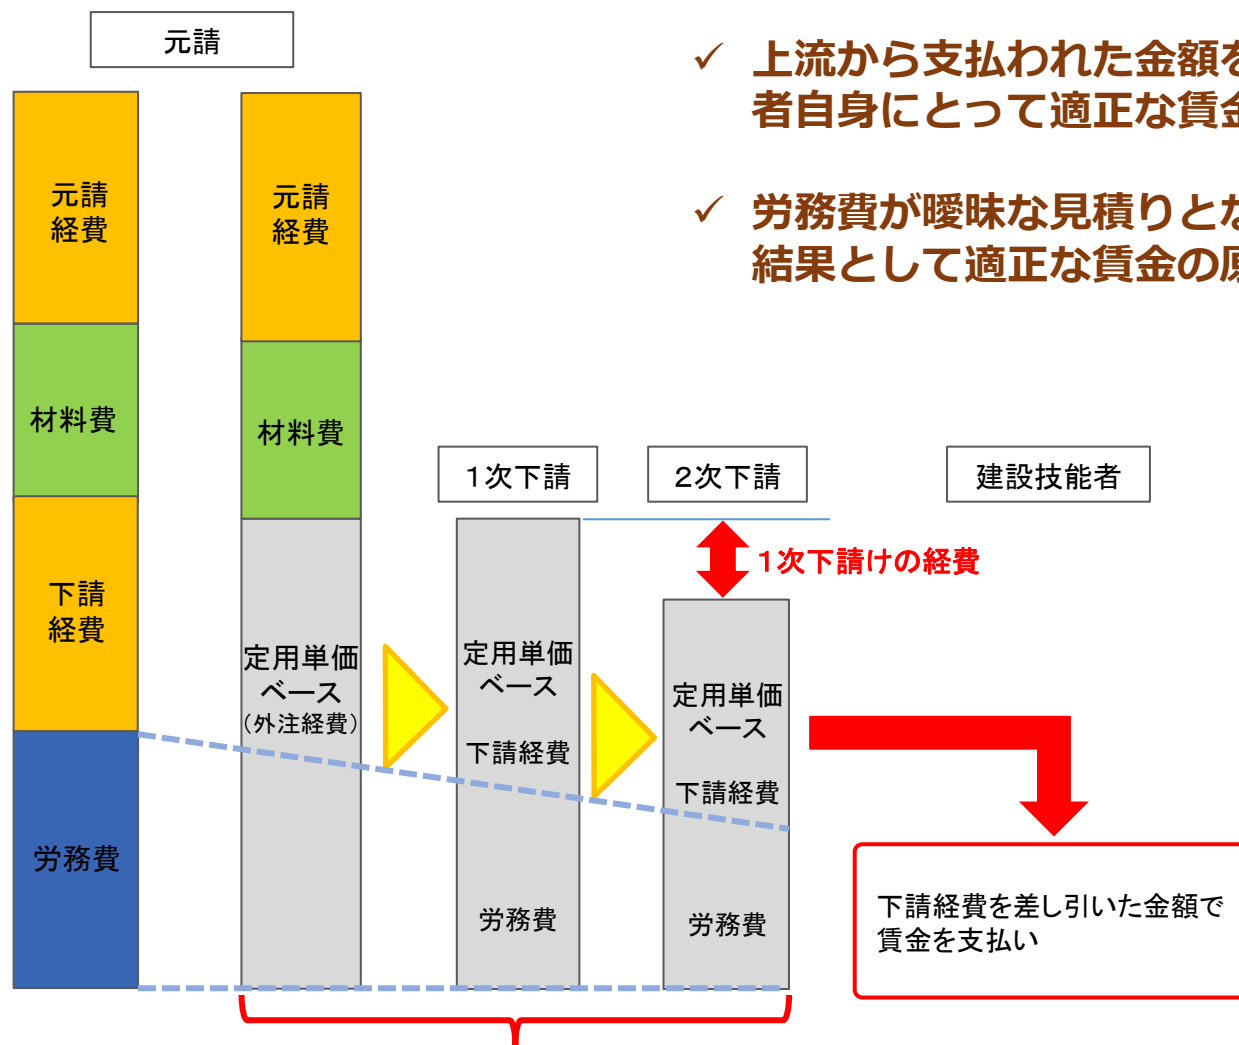 元請
✓ 上流から支払われた金額を
者自身にとって適正な賃金
✓ 労務費が曖昧な見積りとな
結果として適正な賃金の原
元請
経費
材料費
下請
経費
労務費
元請
経費
材料費
定用単価
ベース
（外注経費）
1次下請
定用単価
ベース
下請経費
労務費
2次下請
1次下請けの経費
定用単価
ベース
下請経費
労務費
建設技能者
下請経費を差し引いた金額で
賃金を支払い